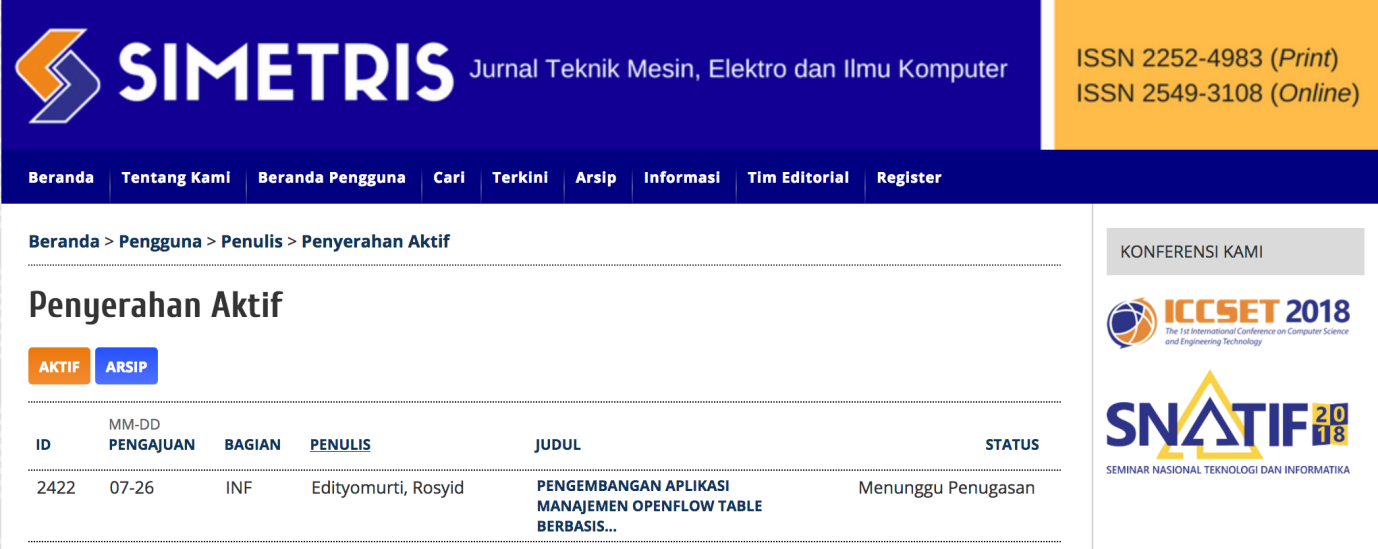 SIMETRIS Jurnal Teknik Mesin, Elektro dan Ilmu Komputer
ISSN 2252-4983 (Print)
ISSN 2549-3108 (Online)
Beranda Tentang Kami Beranda Pengguna Cari Terkini Arsip Informasi Tim Editorial Register
Beranda > Pengguna > Penulis > Penyerahan Aktif
Penyerahan Aktif
AKTIF ARSIP
MM-DD
ID PENGAJUAN BAGIAN PENULIS JUDUL STATUS
2422 07-26 INF Edityomurti, Rosyid PENGEMBANGAN APLIKASI Menunggu Penugasan
MANAJEMEN OPENFLOW TABLE
BERBASIS...
KONFERENSI KAMI
ICCSET 2018
The 1st International Conference on Computer Science
and Engineering Technology
SNATIF 2018
SEMINAR NASIONAL TEKNOLOGI DAN INFORMATIKA